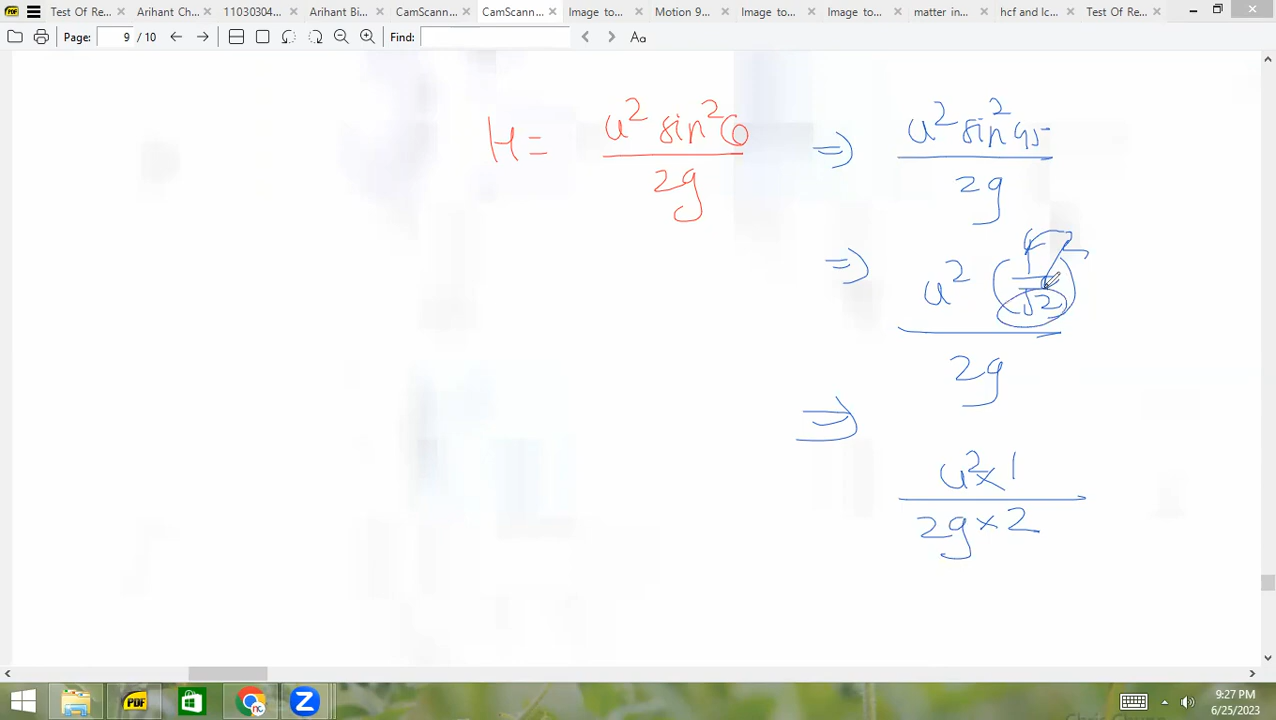 Test Of Re... × Arihant Ch... × 11030304... × Arihant Bi... × CamScann... × CamScann... × Image to... × Motion 9 × Image to... × Image to... × matter in... × hcf and lc... × Test Of Re... ×
Page: 9 / 10 Find: Aa
H = u² sin²θ / 2g ⇒ u² sin² 45 / 2g
⇒ u² (1/√2)² / 2g
⇒ u² × 1 / 2g × 2
PDF
9:27 PM
6/25/2023